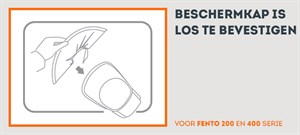 BESCHERMKAP IS
LOS TE BEVESTIGEN
VOOR FENTO 200 EN 400 SERIE